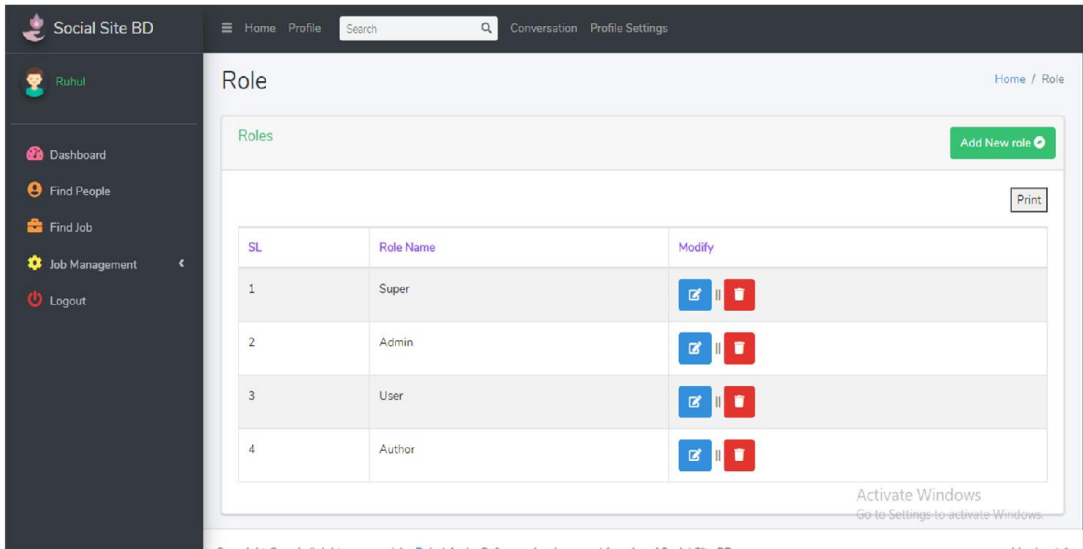 Social Site BD
Home Profile Search Conversation Profile Settings
Ruhul
Role
Home / Role
Dashboard
Find People
Find Job
Job Management
Logout
Roles
Add New role
Print
SL Role Name Modify
1 Super ||
2 Admin ||
3 User ||
4 Author ||
Activate Windows
Go to Settings to activate Windows.